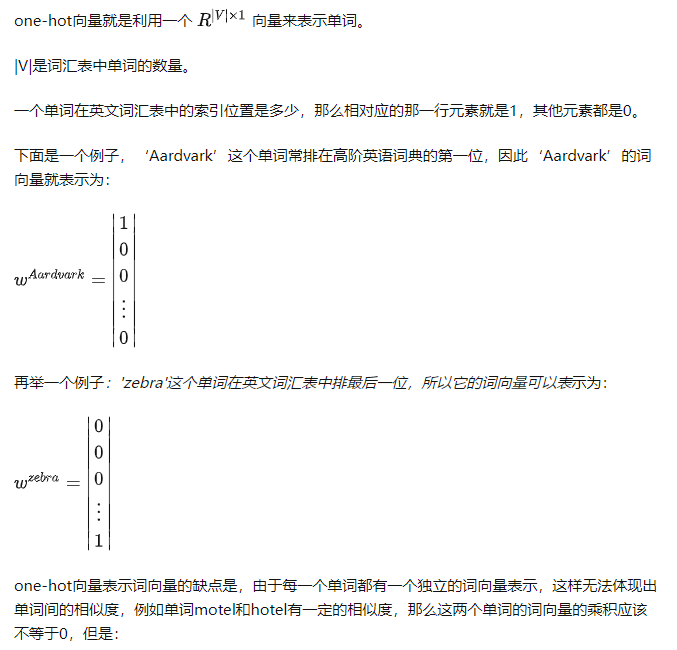 one-hot向量就是利用一个 R^{|V|×1} 向量来表示单词。
|V|是词汇表中单词的数量。
一个单词在英文词汇表中的索引位置是多少，那么相对应的那一行元素就是1，其他元素都是0。
下面是一个例子，‘Aardvark’这个单词常排在高阶英语词典的第一位，因此‘Aardvark’的词
向量就表示为：
w^{Aardvark} = |1 0 0 ⋮ 0|
再举一个例子：'zebra'这个单词在英文词汇表中排最后一位，所以它的词向量可以表示为：
w^{zebra} = |0 0 0 ⋮ 1|
one-hot向量表示词向量的缺点是，由于每一个单词都有一个独立的词向量表示，这样无法体现出
单词间的相似度，例如单词motel和hotel有一定的相似度，那么这两个单词的词向量的乘积应该
不等于0，但是：